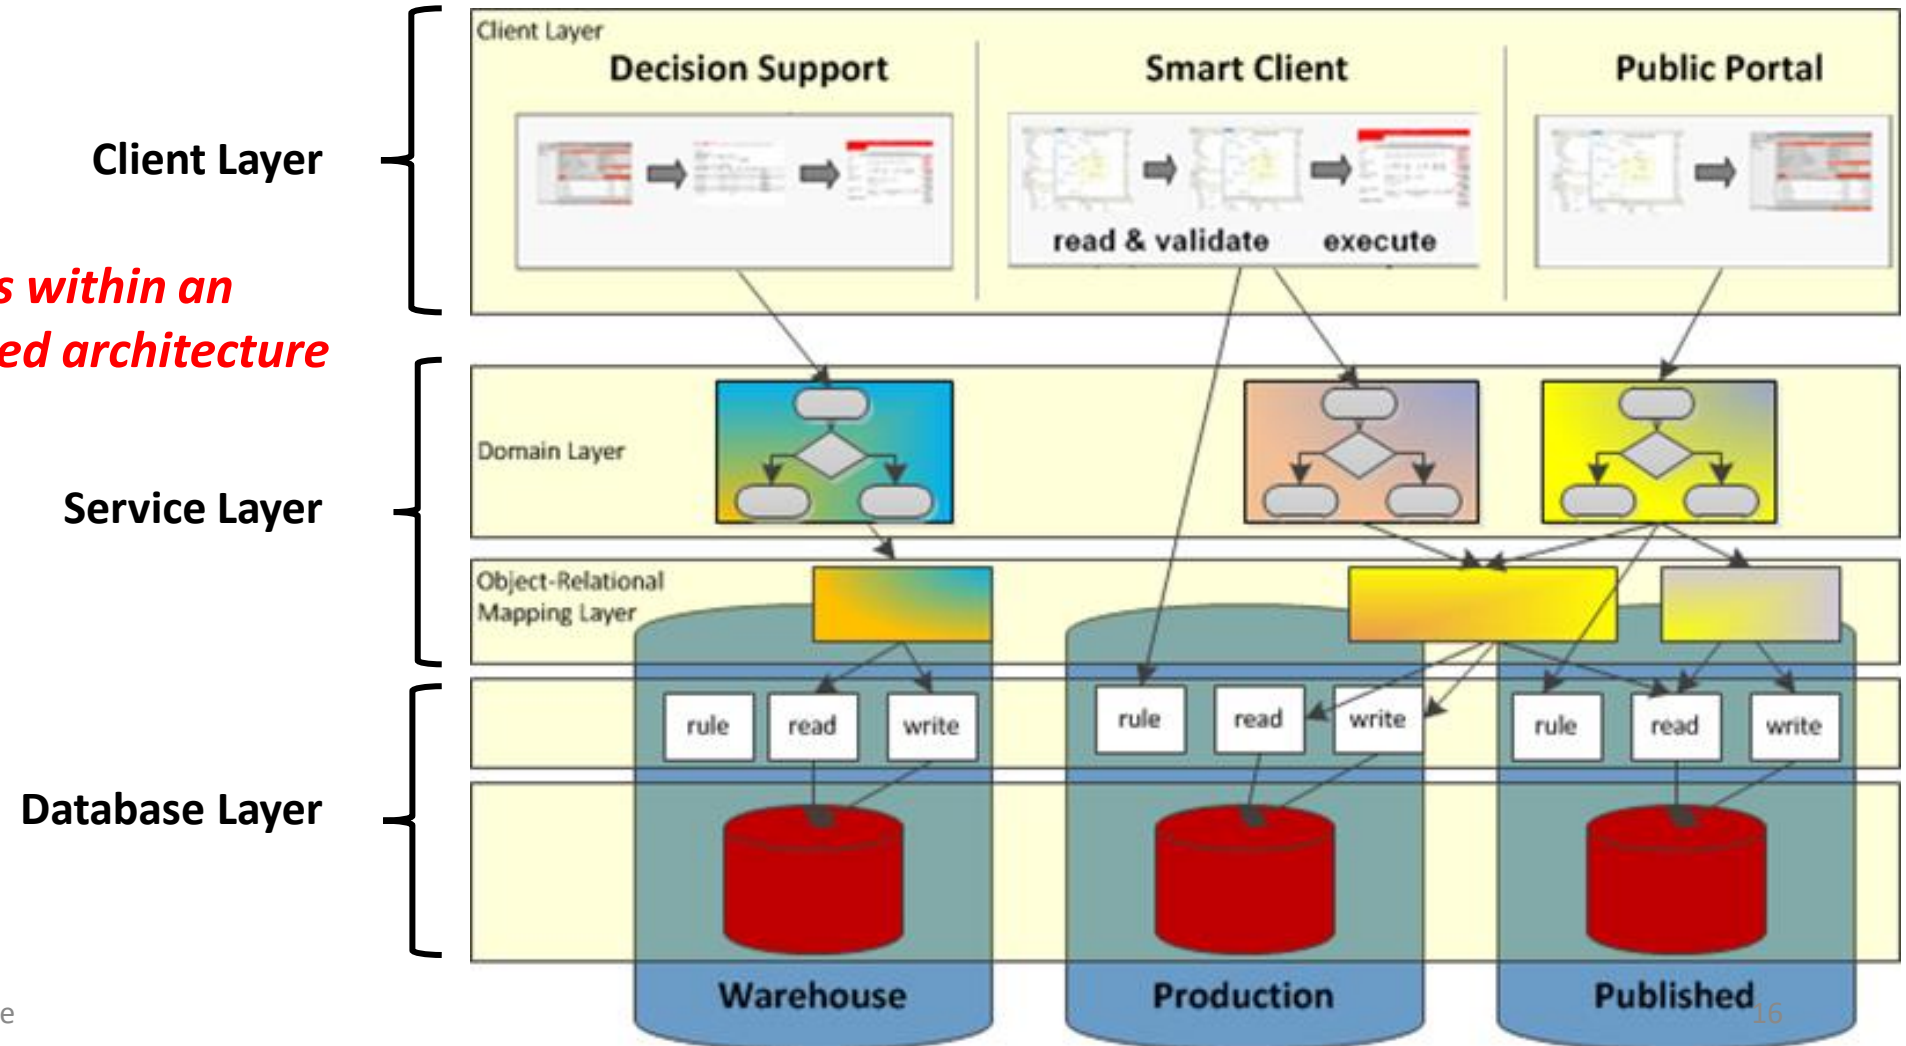 Client Layer
Decision Support
Smart Client
Public Portal
read & validate
execute
Client Layer
s within an
ed architecture
Domain Layer
Service Layer
Object-Relational
Mapping Layer
rule
read
write
rule
read
write
rule
read
write
Database Layer
Warehouse
Production
Published
e
16